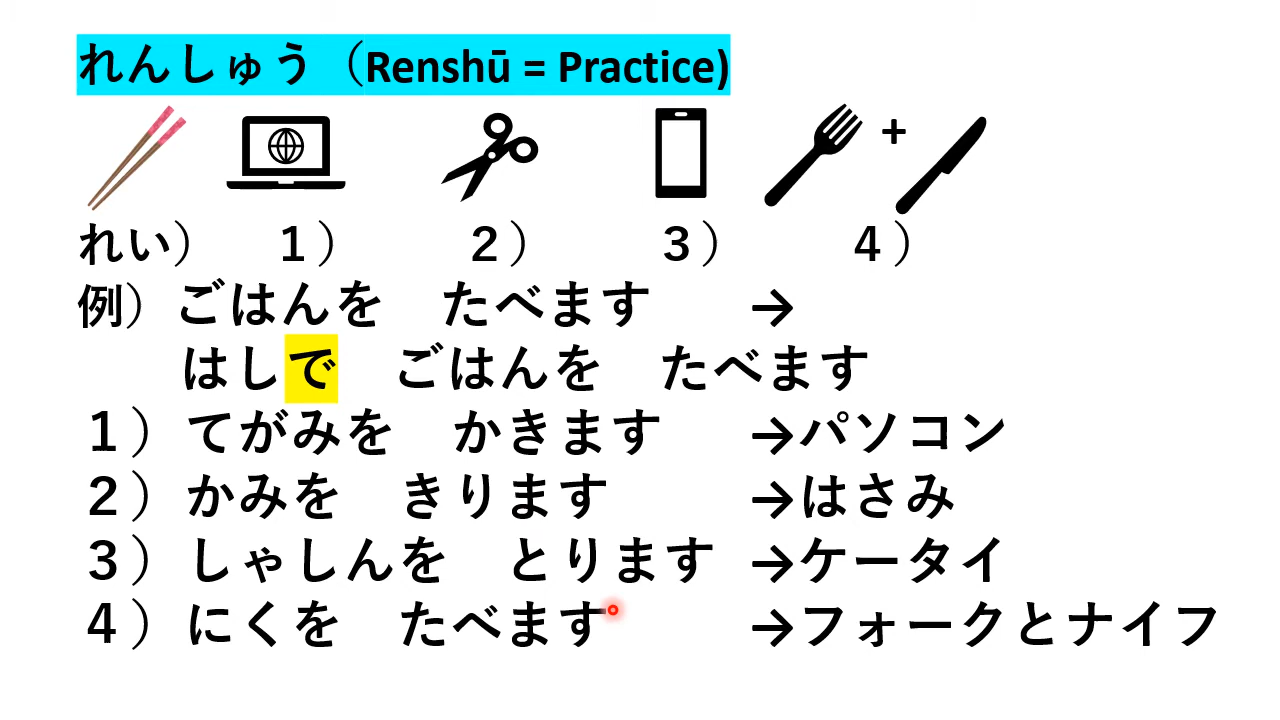 れんしゅう（Renshū = Practice)
+
れい） １） ２） ３） ４）
例）ごはんを　たべます　→
はしで　ごはんを　たべます
１）てがみを　かきます　→パソコン
２）かみを　きります　→はさみ
３）しゃしんを　とります　→ケータイ
４）にくを　たべます　→フォークとナイフ